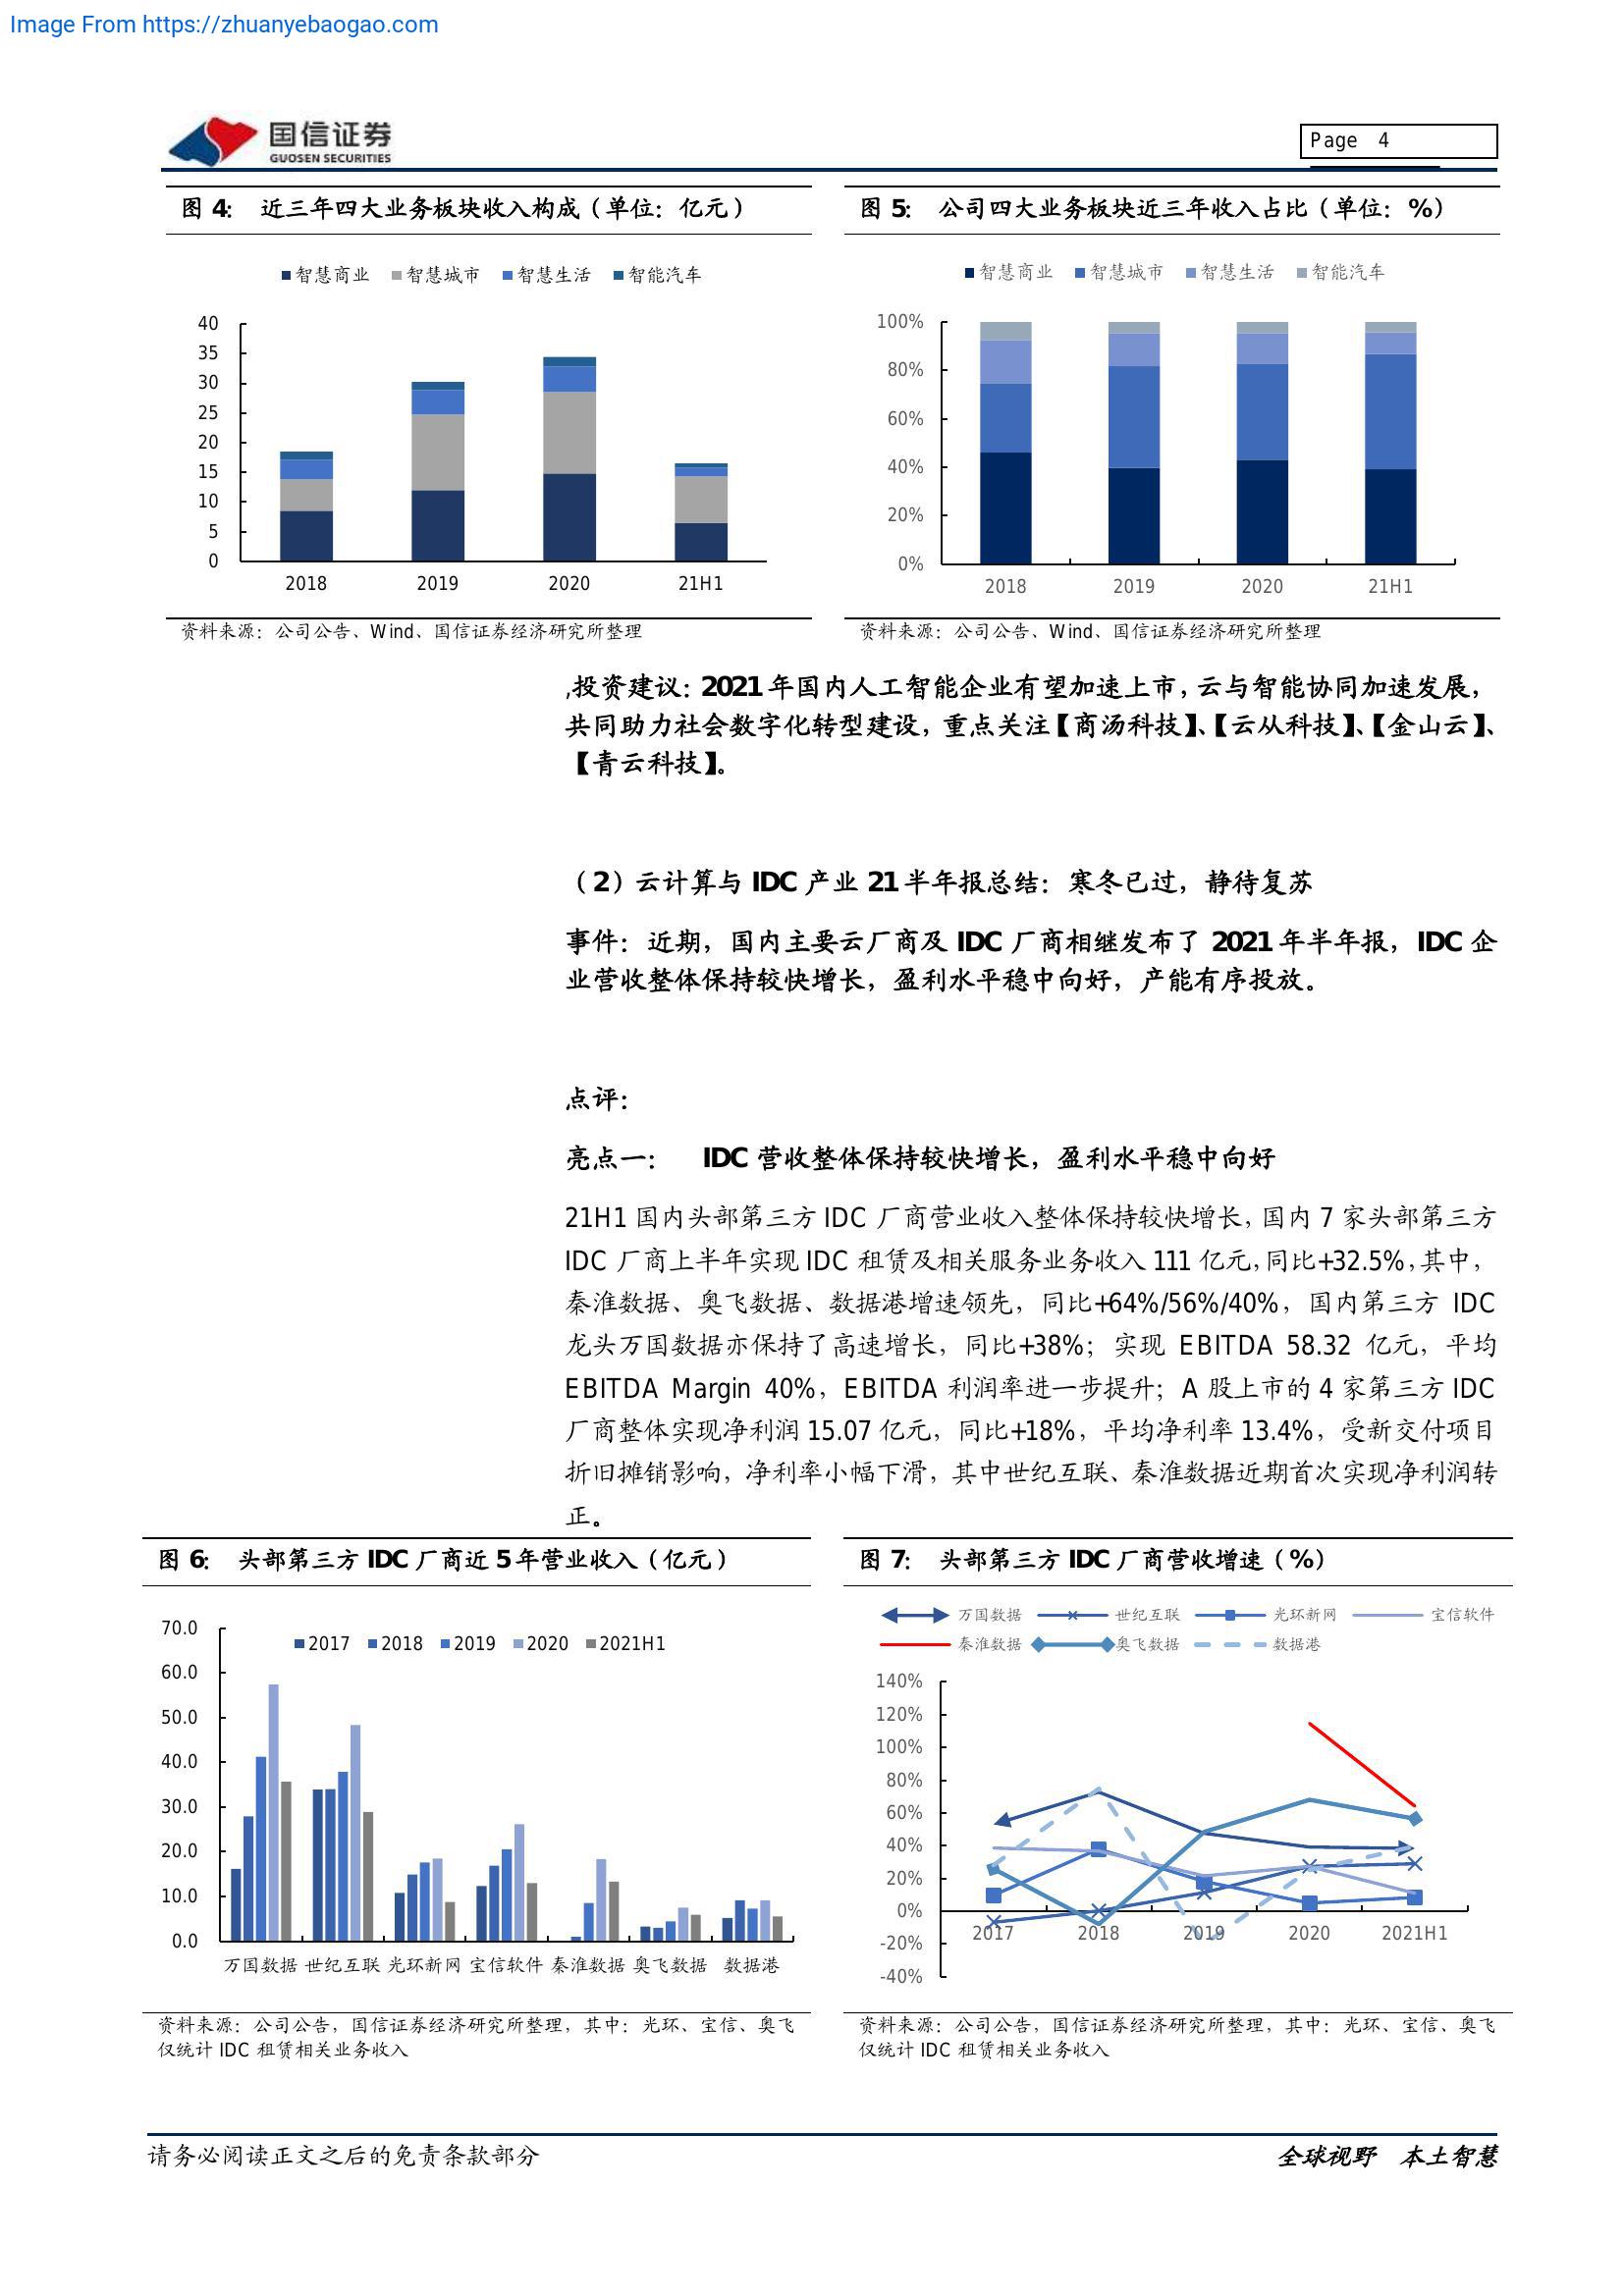 Image From https://zhuanyebaogao.com
国信证券
GUOSEN SECURITIES
Page 4
图 4： 近三年四大业务板块收入构成（单位：亿元）
智慧商业 智慧城市 智慧生活 智能汽车
40
35
30
25
20
15
10
5
0
2018 2019 2020 21H1
资料来源：公司公告、Wind、国信证券经济研究所整理
图 5： 公司四大业务板块近三年收入占比（单位：%）
智慧商业 智慧城市 智慧生活 智能汽车
100%
80%
60%
40%
20%
0%
2018 2019 2020 21H1
资料来源：公司公告、Wind、国信证券经济研究所整理
,投资建议：2021 年国内人工智能企业有望加速上市，云与智能协同加速发展，
共同助力社会数字化转型建设，重点关注【商汤科技】、【云从科技】、【金山云】、
【青云科技】。
（2）云计算与 IDC 产业 21 半年报总结：寒冬已过，静待复苏
事件：近期，国内主要云厂商及 IDC 厂商相继发布了 2021 年半年报，IDC 企
业营收整体保持较快增长，盈利水平稳中向好，产能有序投放。
点评：
亮点一： IDC 营收整体保持较快增长，盈利水平稳中向好
21H1 国内头部第三方 IDC 厂商营业收入整体保持较快增长，国内 7 家头部第三方
IDC 厂商上半年实现 IDC 租赁及相关服务业务收入 111 亿元，同比+32.5%，其中，
秦淮数据、奥飞数据、数据港增速领先，同比+64%/56%/40%，国内第三方 IDC
龙头万国数据亦保持了高速增长，同比+38%；实现 EBITDA 58.32 亿元，平均
EBITDA Margin 40%，EBITDA 利润率进一步提升；A 股上市的 4 家第三方 IDC
厂商整体实现净利润 15.07 亿元，同比+18%，平均净利率 13.4%，受新交付项目
折旧摊销影响，净利率小幅下滑，其中世纪互联、秦淮数据近期首次实现净利润转
正。
图 6： 头部第三方 IDC 厂商近 5 年营业收入（亿元）
2017 2018 2019 2020 2021H1
70.0
60.0
50.0
40.0
30.0
20.0
10.0
0.0
万国数据 世纪互联 光环新网 宝信软件 秦淮数据 奥飞数据 数据港
资料来源：公司公告，国信证券经济研究所整理，其中：光环、宝信、奥飞
仅统计 IDC 租赁相关业务收入
图 7： 头部第三方 IDC 厂商营收增速（%）
万国数据 世纪互联 光环新网 宝信软件
秦淮数据 奥飞数据 数据港
140%
120%
100%
80%
60%
40%
20%
0%
-20%
-40%
2017 2018 2019 2020 2021H1
资料来源：公司公告，国信证券经济研究所整理，其中：光环、宝信、奥飞
仅统计 IDC 租赁相关业务收入
请务必阅读正文之后的免责条款部分
全球视野 本土智慧